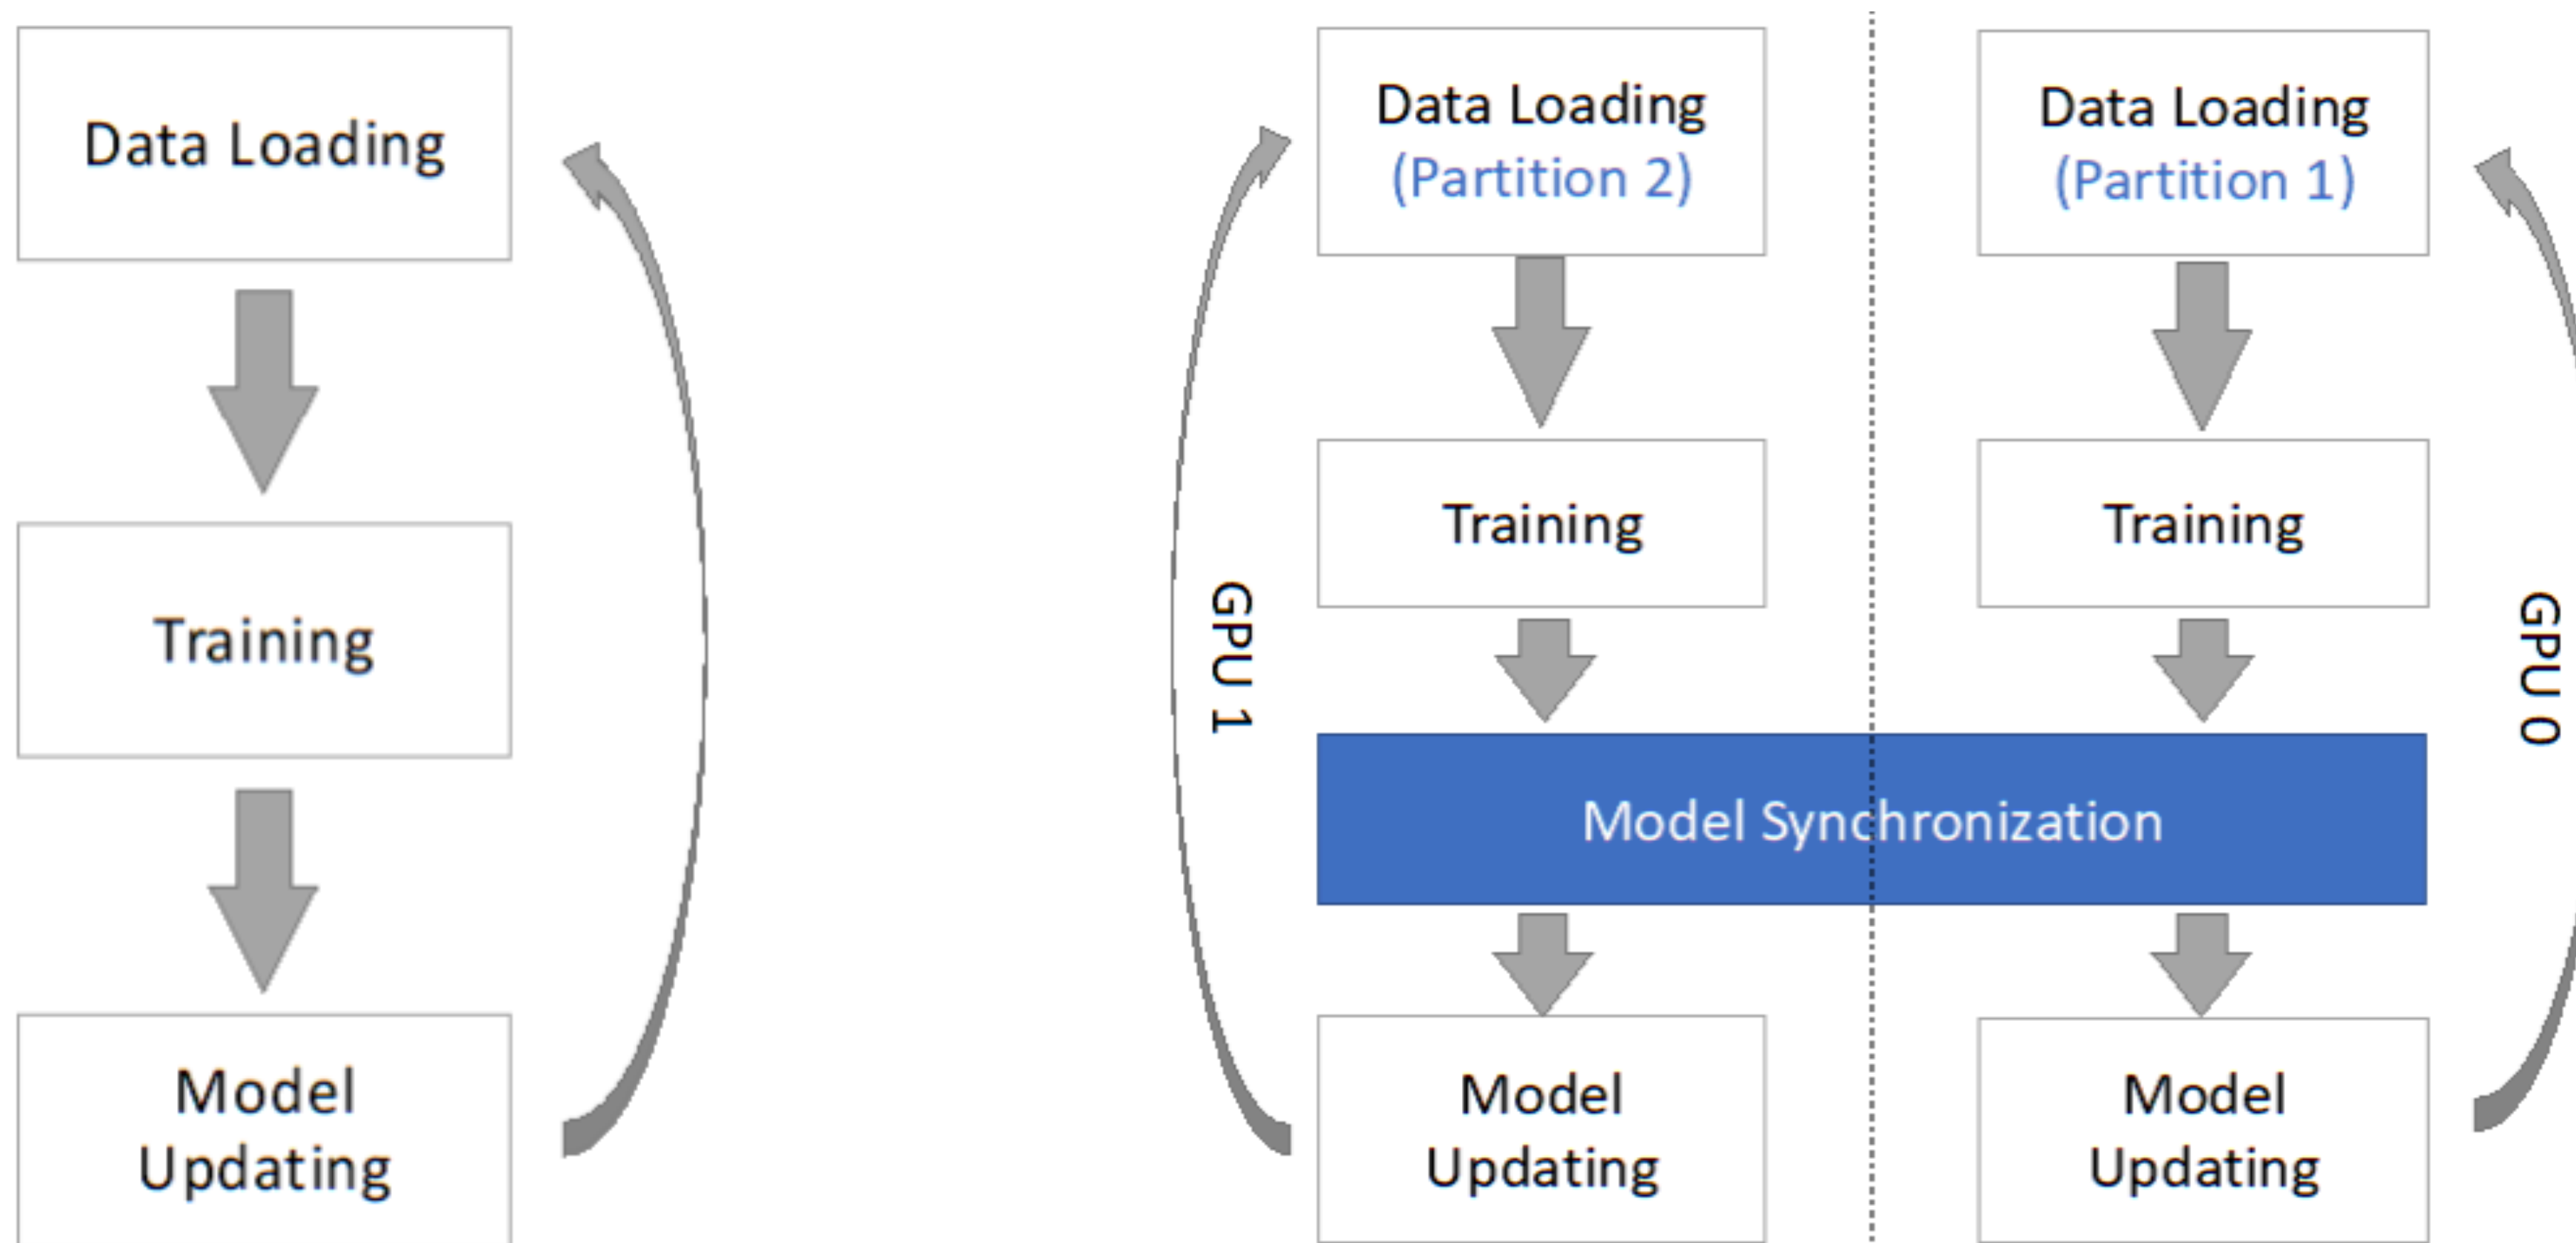 Data Loading
Training
Model
Updating
GPU 1
Data Loading
(Partition 2)
Training
Data Loading
(Partition 1)
Training
Model Synchronization
Model
Updating
Model
Updating
GPU 0